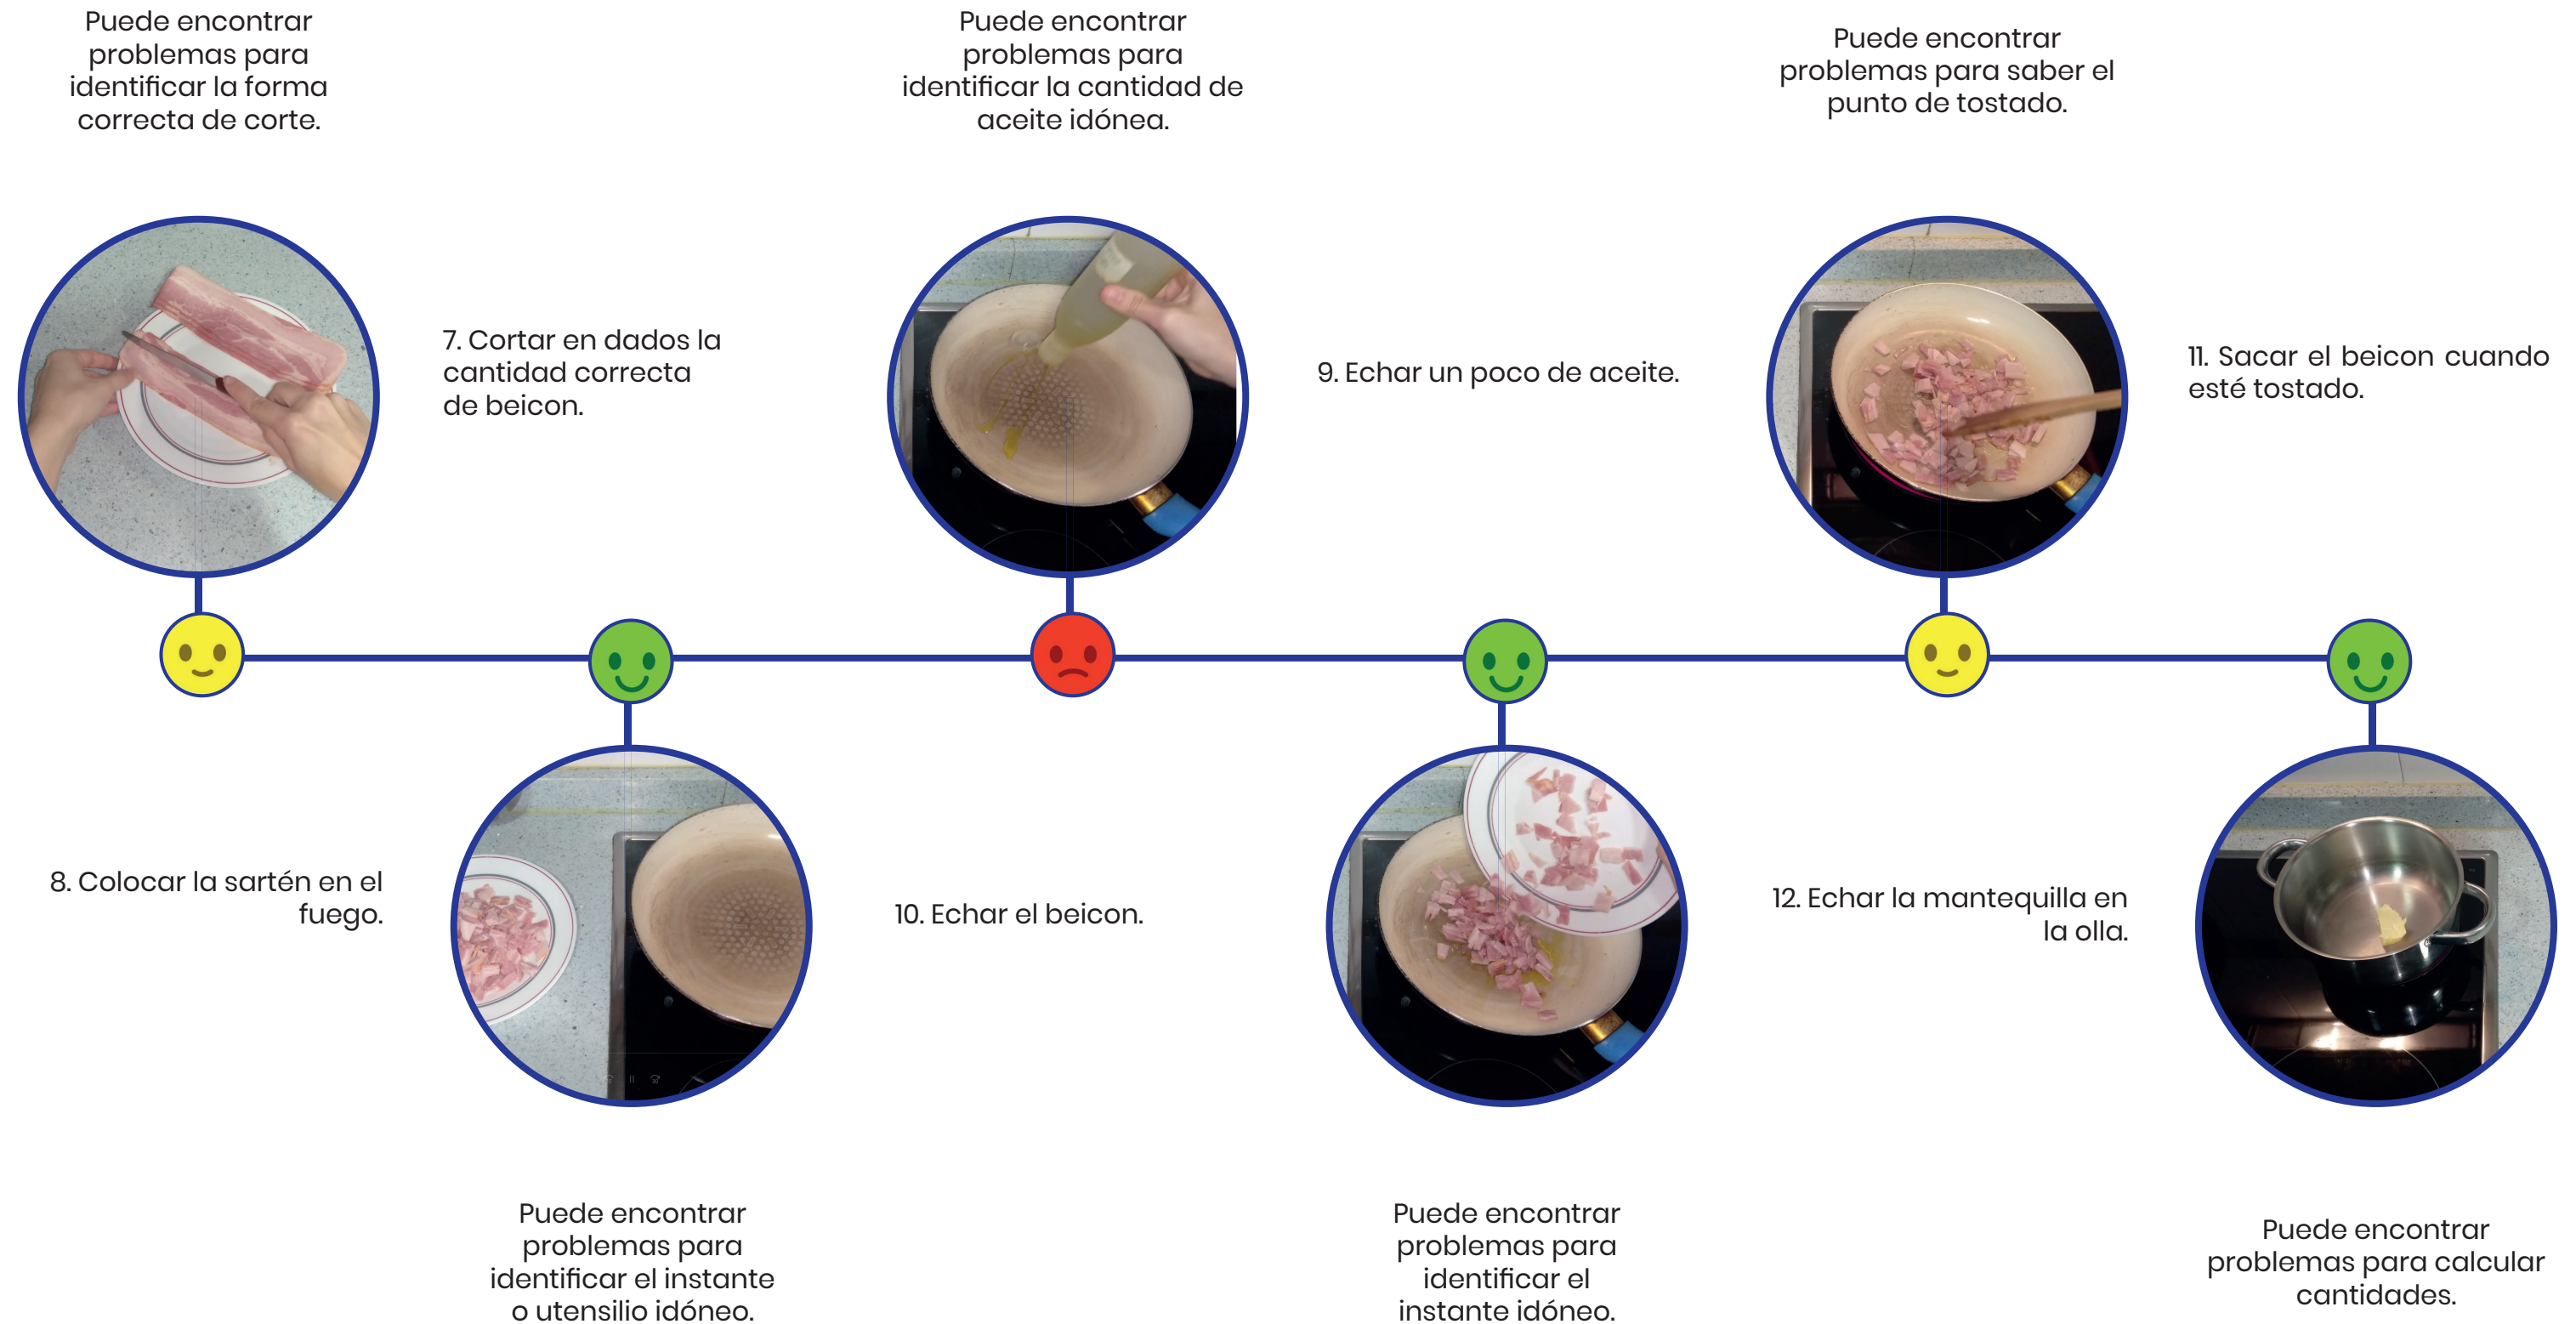 Puede encontrar
problemas para
identificar la forma
correcta de corte.
7. Cortar en dados la
cantidad correcta
de beicon.
8. Colocar la sartén en el
fuego.
Puede encontrar
problemas para
identificar el instante
o utensilio idóneo.
Puede encontrar
problemas para
identificar la cantidad de
aceite idónea.
9. Echar un poco de aceite.
10. Echar el beicon.
Puede encontrar
problemas para
identificar el
instante idóneo.
Puede encontrar
problemas para saber el
punto de tostado.
11. Sacar el beicon cuando
esté tostado.
12. Echar la mantequilla en
la olla.
Puede encontrar
problemas para calcular
cantidades.